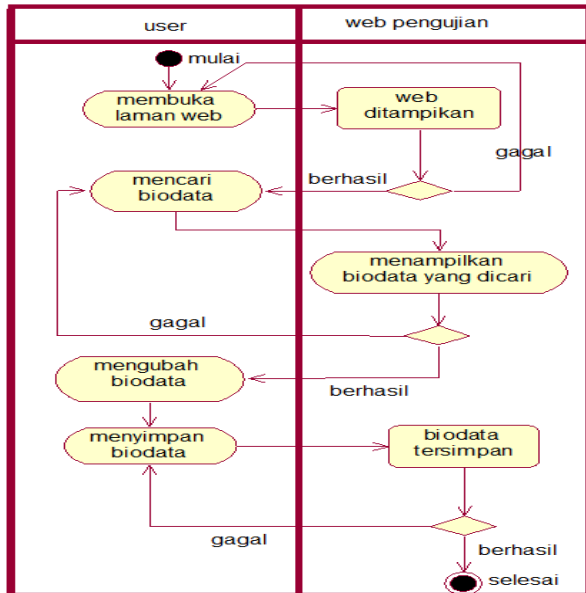 user
web pengujian
mulai
membuka
laman web
web
ditampikan
gagal
berhasil
mencari
biodata
menampilkan
biodata yang dicari
gagal
mengubah
biodata
berhasil
menyimpan
biodata
biodata
tersimpan
gagal
berhasil
selesai